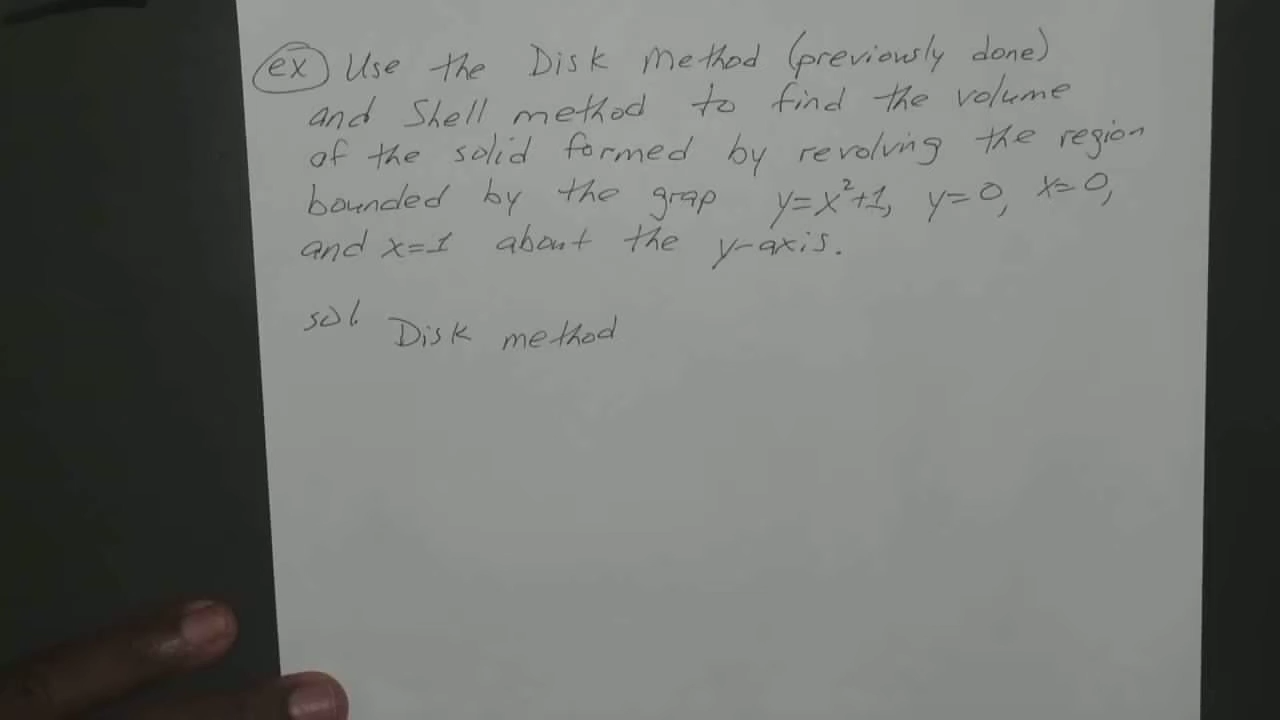 ex Use the Disk Method (previously done)
and Shell method to find the volume
of the solid formed by revolving the region
bounded by the grap y=x²+1, y=0, x=0,
and x=1 about the y-axis.
sol. Disk method